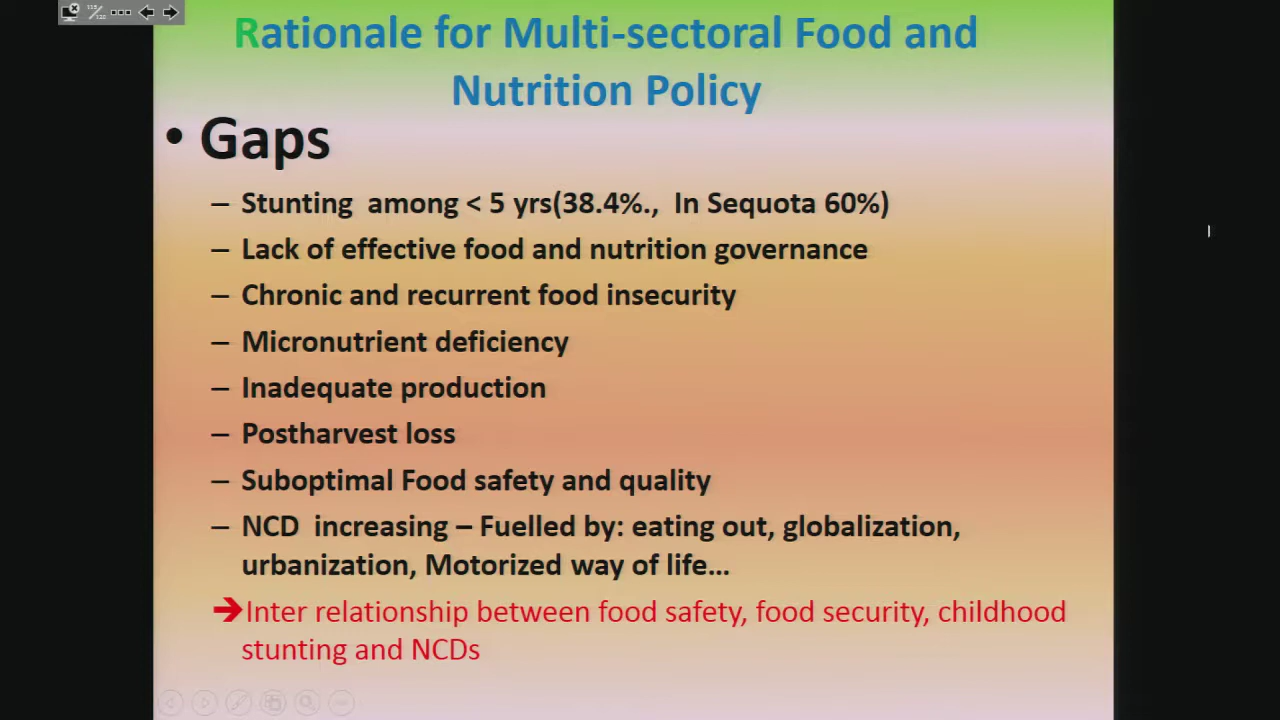 Rationale for Multi-sectoral Food and
Nutrition Policy
• Gaps
– Stunting among < 5 yrs(38.4%., In Sequota 60%)
– Lack of effective food and nutrition governance
– Chronic and recurrent food insecurity
– Micronutrient deficiency
– Inadequate production
– Postharvest loss
– Suboptimal Food safety and quality
– NCD increasing – Fuelled by: eating out, globalization,
urbanization, Motorized way of life…
➔Inter relationship between food safety, food security, childhood
stunting and NCDs